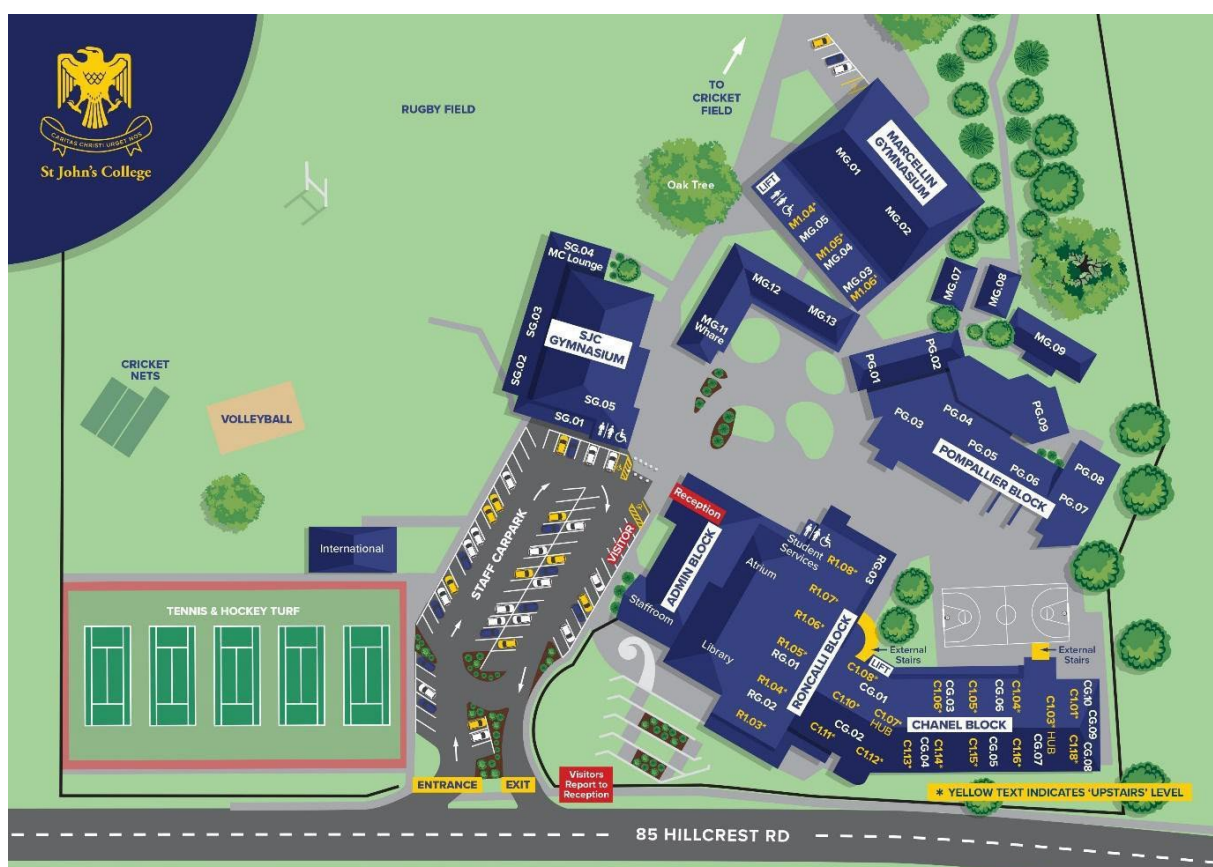 CARITAS CHRISTI URGET NOS
St John's College
RUGBY FIELD
TO
CRICKET
FIELD
Oak Tree
MARCELLIN
GYMNASIUM
MG.01
MG.02
LIFT
M1.04*
MG.05
M1.05*
MG.04
MG.03
M1.06*
MG.07
MG.08
MG.09
MG.12
MG.13
MG.11
Whare
SG.04
MC Lounge
SG.03
SG.02
SJC
GYMNASIUM
SG.05
SG.01
PG.01
PG.02
PG.03
PG.04
PG.09
PG.05
PG.06
POMPALLIER BLOCK
PG.08
PG.07
CRICKET
NETS
VOLLEYBALL
International
TENNIS & HOCKEY TURF
STAFF CARPARK
VISITOR
Reception
ADMIN BLOCK
Staffroom
Student
Services
Atrium
Library
R1.08*
RG.03
R1.07*
R1.06*
R1.05*
RG.01
R1.04*
RG.02
R1.03*
RONCALLI BLOCK
External
Stairs
LIFT
External
Stairs
C1.08*
CG.01
C1.10*
C1.07*
HUB
CG.02
C1.11*
C1.12*
CHANEL BLOCK
C1.06*
CG.03
C1.05*
CG.06
C1.04*
C1.03*
HUB
C1.01*
CG.10
CG.09
CG.08
C1.13*
CG.04
C1.14*
C1.15*
CG.05
C1.16*
CG.07
C1.18*
ENTRANCE
EXIT
Visitors
Report to
Reception
* YELLOW TEXT INDICATES 'UPSTAIRS' LEVEL
85 HILLCREST RD